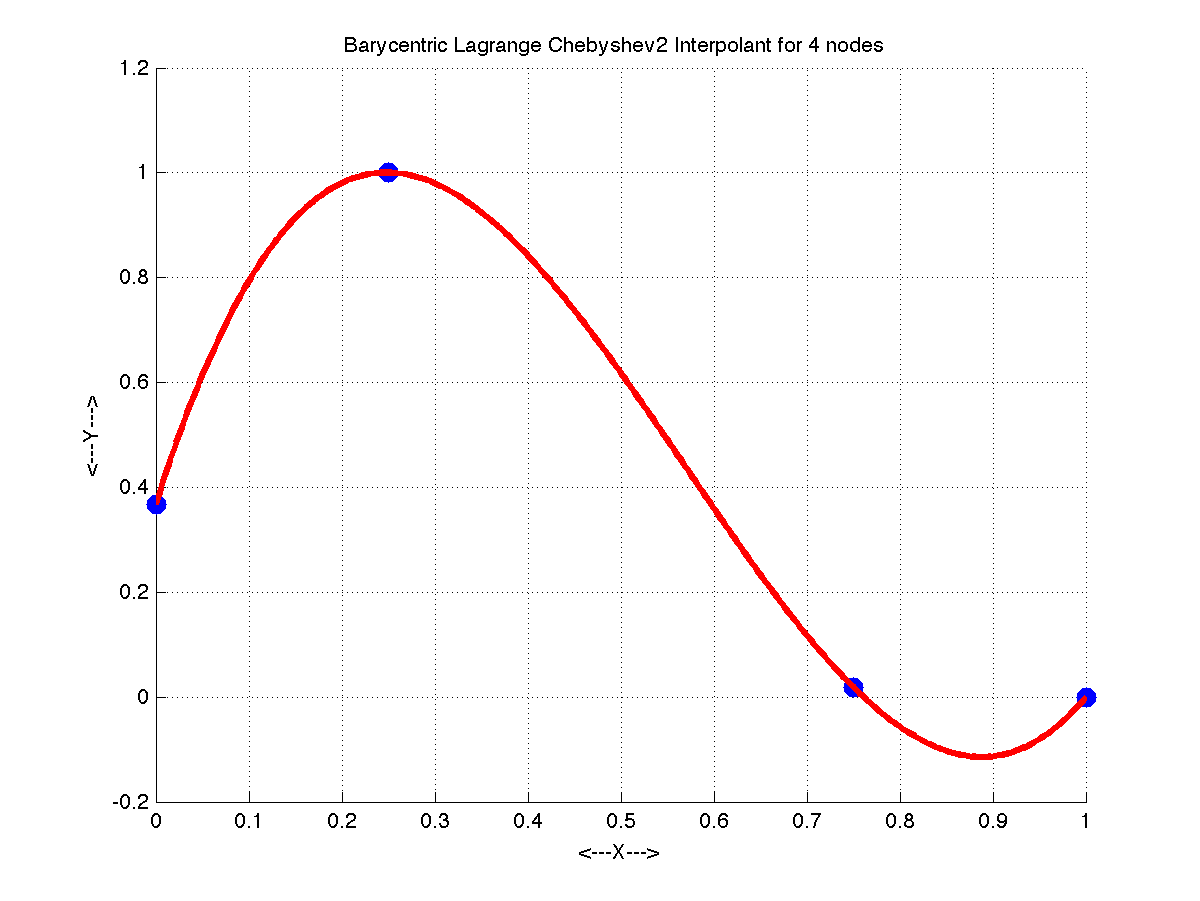 Barycentric Lagrange Chebyshev2 Interpolant for 4 nodes
1.2
1
0.8
0.6
0.4
0.2
0
-0.2
<---Y--->
0 0.1 0.2 0.3 0.4 0.5 0.6 0.7 0.8 0.9 1
<---X--->